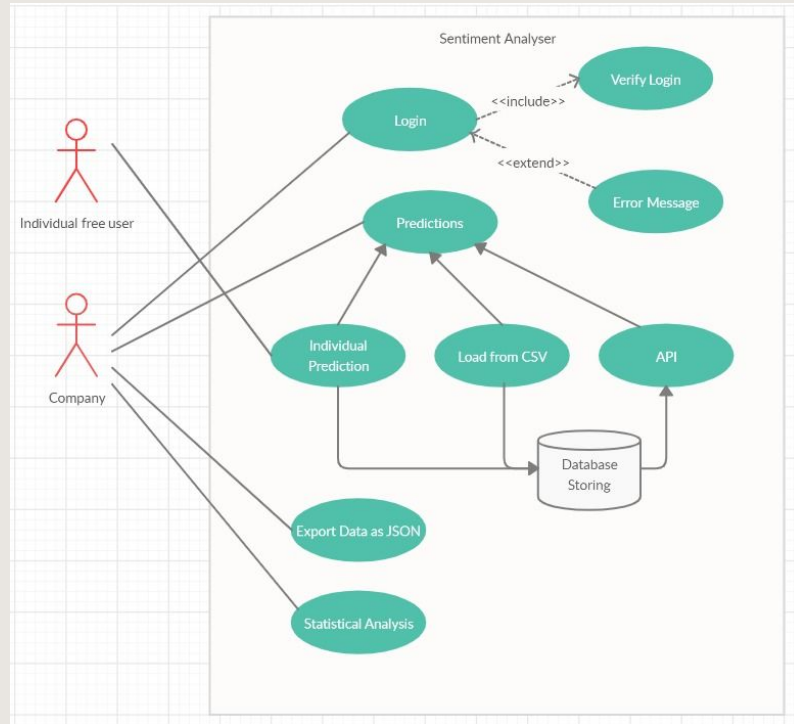 Sentiment Analyser
Verify Login
<<include>>
Login
<<extend>>
Error Message
Individual free user
Predictions
Individual
Prediction
Load from CSV
API
Company
Database
Storing
Export Data as JSON
Statistical Analysis